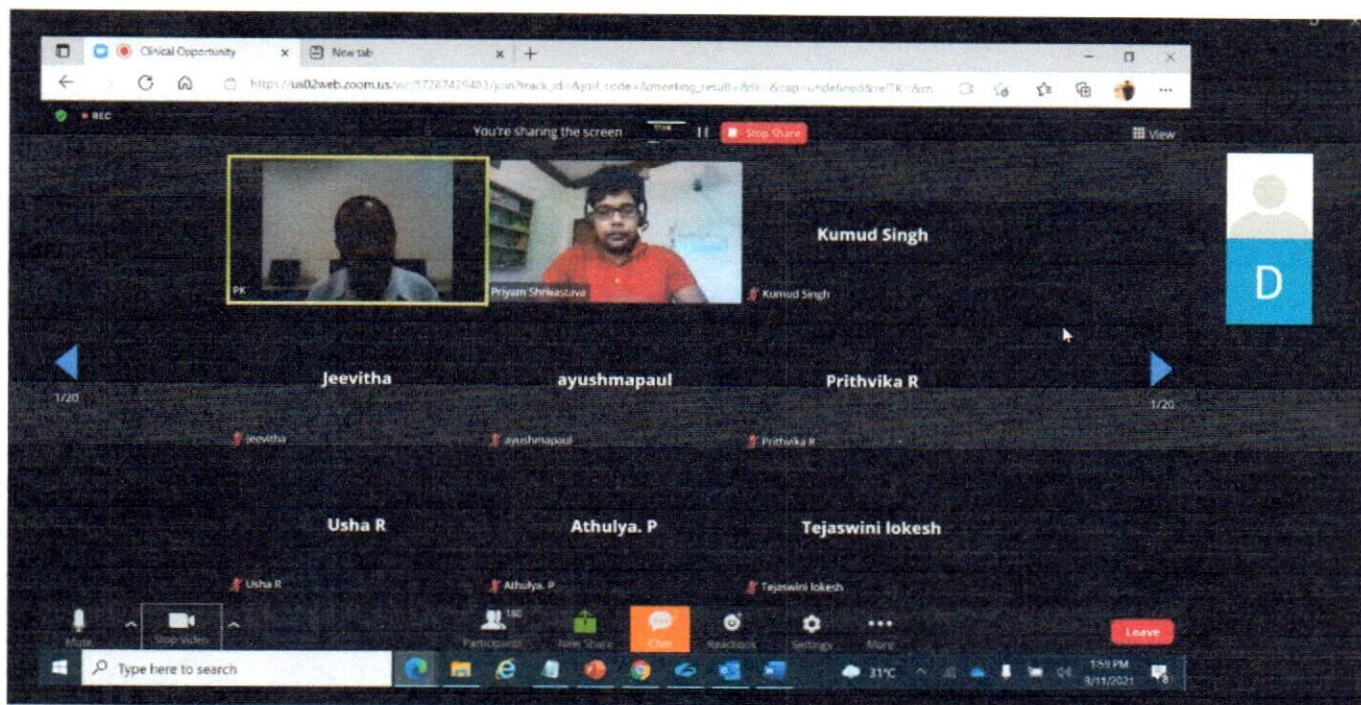 Clinical Opportunity
New tab
REC
You're sharing the screen
Stop Share
View
PK
Priyam Shrivastava
Kumud Singh
Kumud Singh
D
Jeevitha
ayushmapaul
Prithvika R
1/20
1/20
Jeevitha
ayushmapaul
Prithvika R
Usha R
Athulya. P
Tejaswini lokesh
Usha R
Athulya. P
Tejaswini lokesh
180
Mute
Stop Video
Participants
New Share
Chat
Reactions
Settings
More
Leave
Type here to search
31°C
1:59 PM
9/11/2021
8